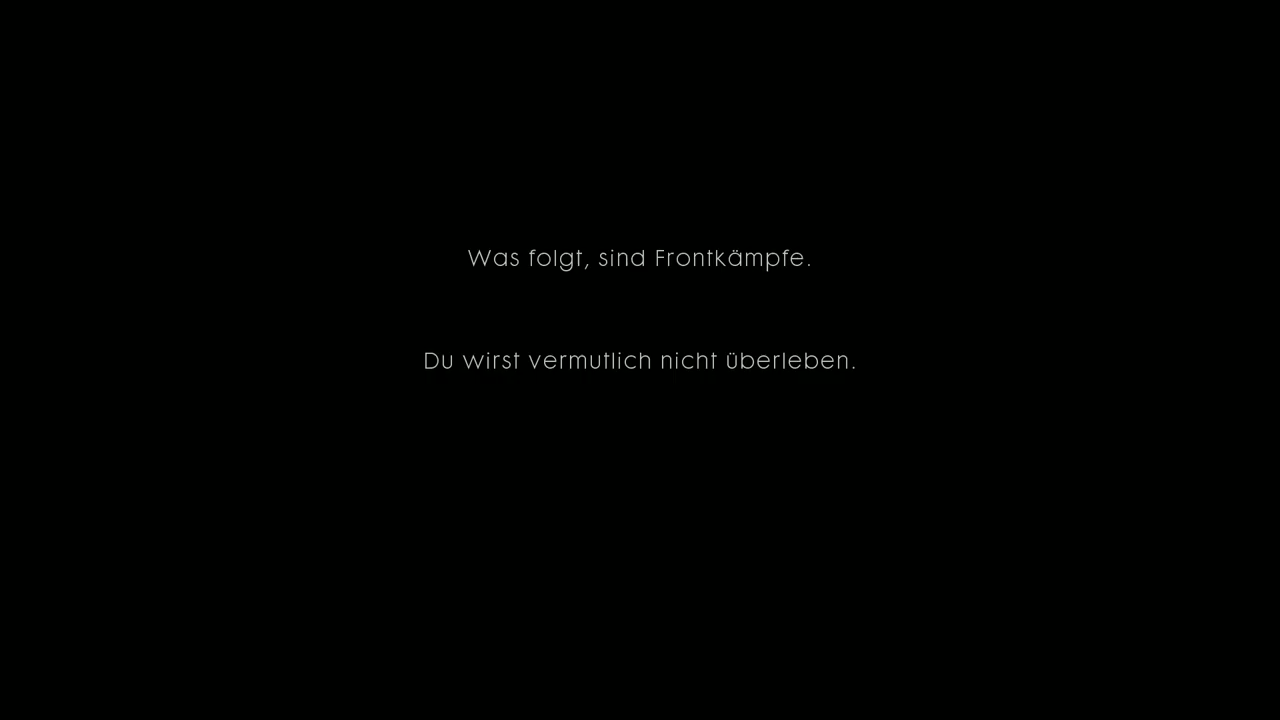 Was folgt, sind Frontkämpfe.
Du wirst vermutlich nicht überleben.